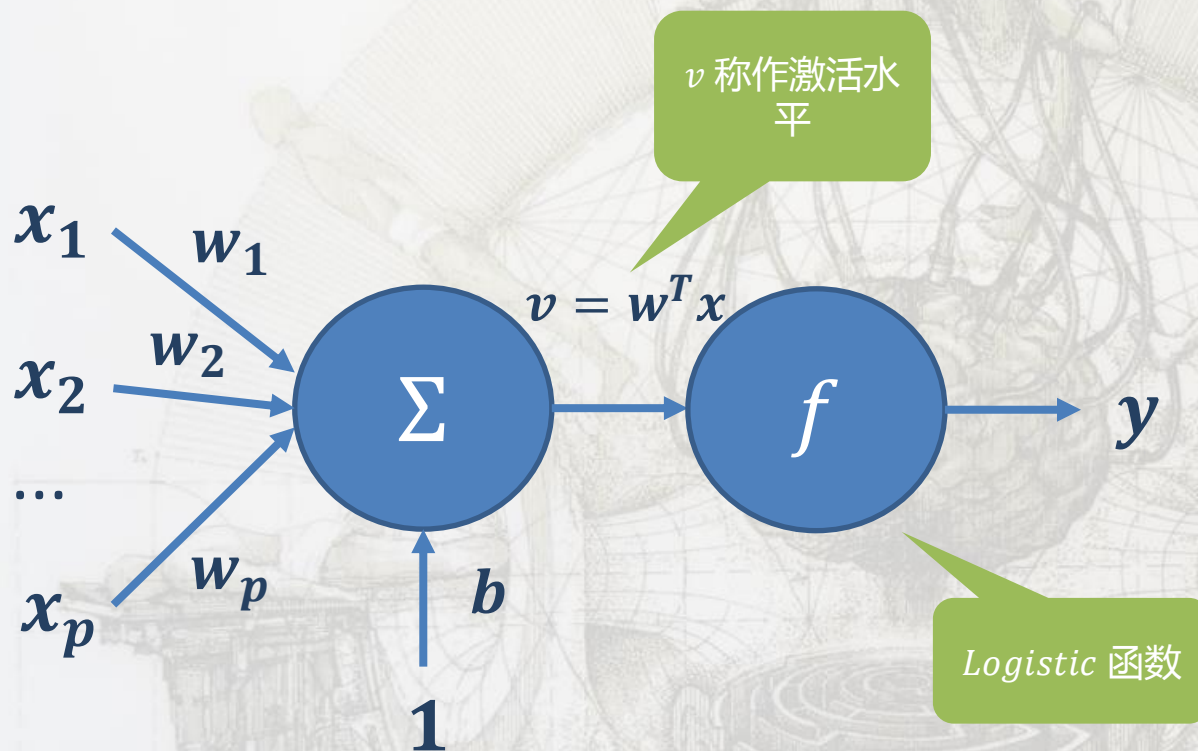 v 称作激活水
平
x₁
w₁
v = wᵀx
w₂
x₂
Σ
f
y
...
wₚ
b
xₚ
Logistic 函数
1